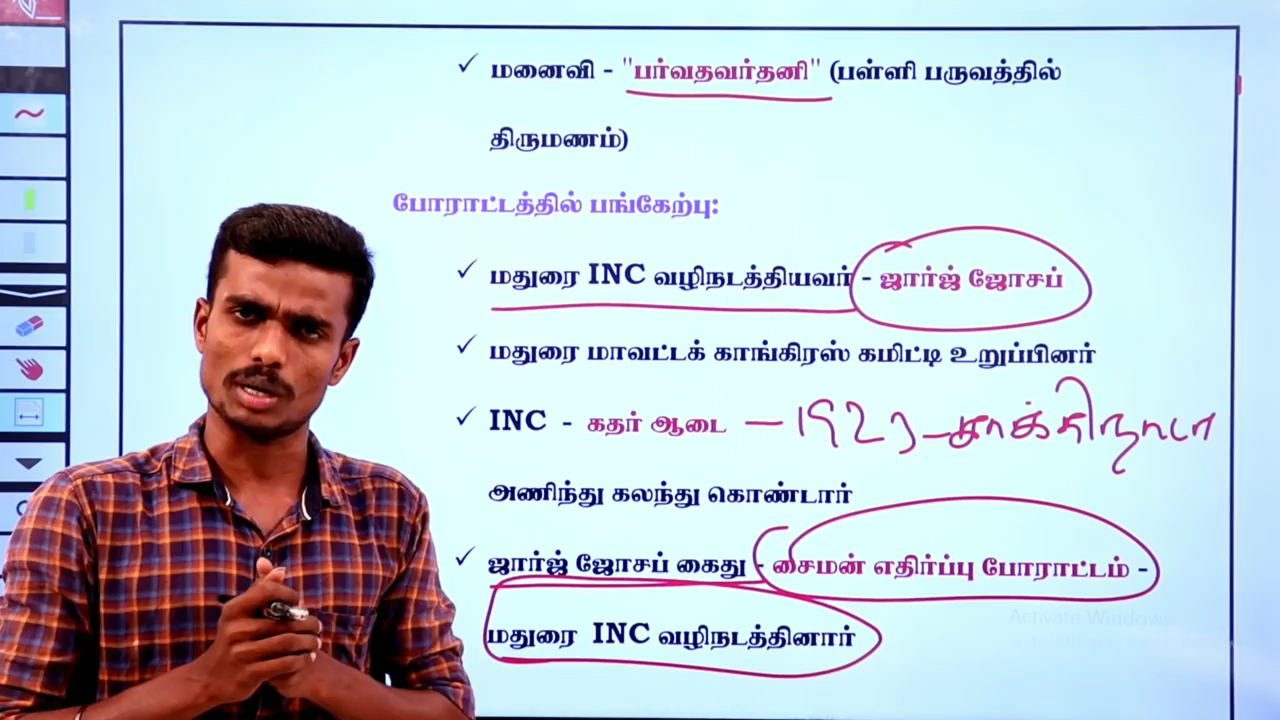 ✓ மனைவி - "பர்வதவர்தனி" (பள்ளி பருவத்தில்
திருமணம்)
போராட்டத்தில் பங்கேற்பு:
✓ மதுரை INC வழிநடத்தியவர் - ஜார்ஜ் ஜோசப்
✓ மதுரை மாவட்டக் காங்கிரஸ் கமிட்டி உறுப்பினர்
✓ INC - கதர் ஆடை — 1923 - காக்கிநாடா
அணிந்து கலந்து கொண்டார்
✓ ஜார்ஜ் ஜோசப் கைது - சைமன் எதிர்ப்பு போராட்டம் -
மதுரை INC வழிநடத்தினார்
Activate Windows